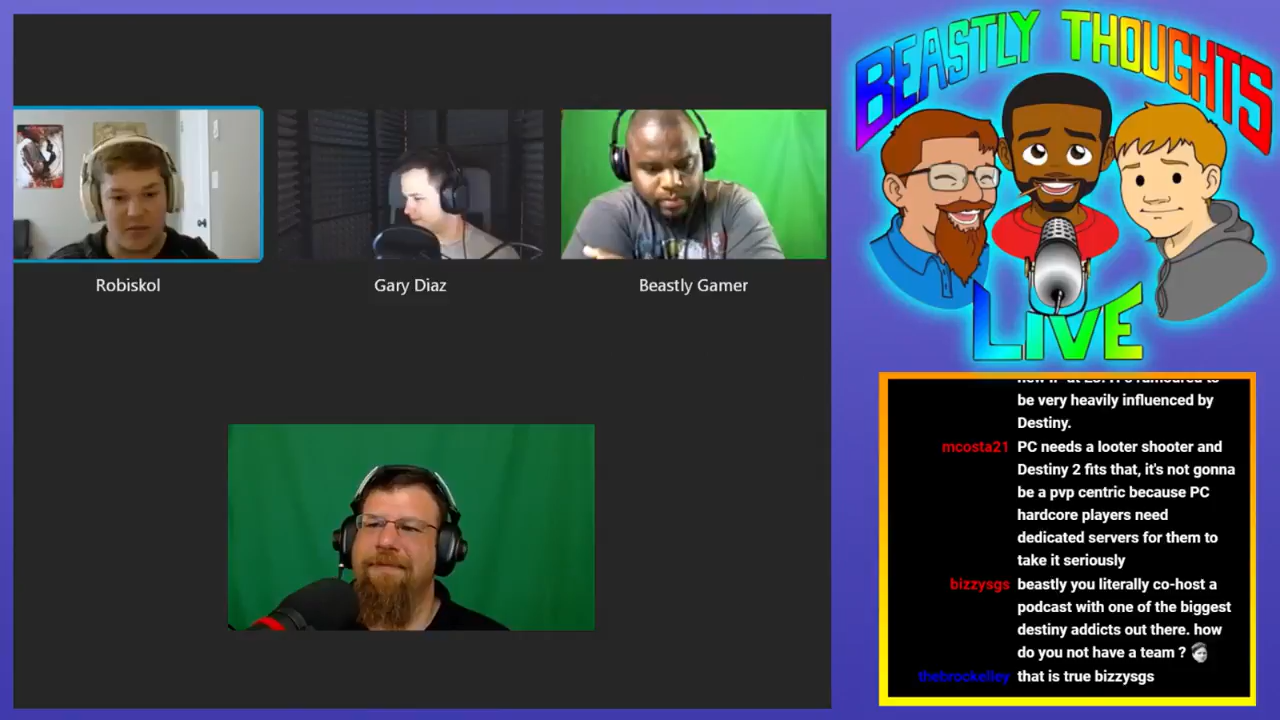 BEASTLY THOUGHTS
LIVE
Robiskol
Gary Diaz
Beastly Gamer
be very heavily influenced by
Destiny.
mcosta21 PC needs a looter shooter and
Destiny 2 fits that, it's not gonna
be a pvp centric because PC
hardcore players need
dedicated servers for them to
take it seriously
bizzysgs beastly you literally co-host a
podcast with one of the biggest
destiny addicts out there. how
do you not have a team ?
thebrockelley that is true bizzysgs